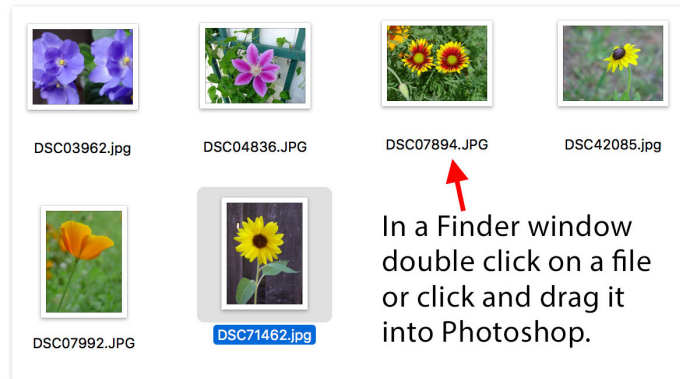 DSC03962.jpg
DSC04836.JPG
DSC07894.JPG
DSC42085.jpg
In a Finder window
double click on a file
or click and drag it
into Photoshop.
DSC07992.JPG
DSC71462.jpg